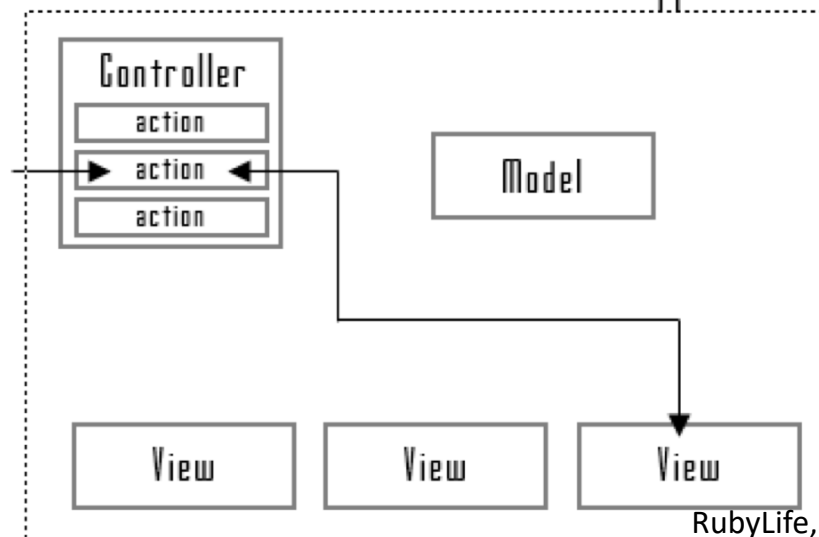 Controller
action
action
action
Model
View
View
View
RubyLife,